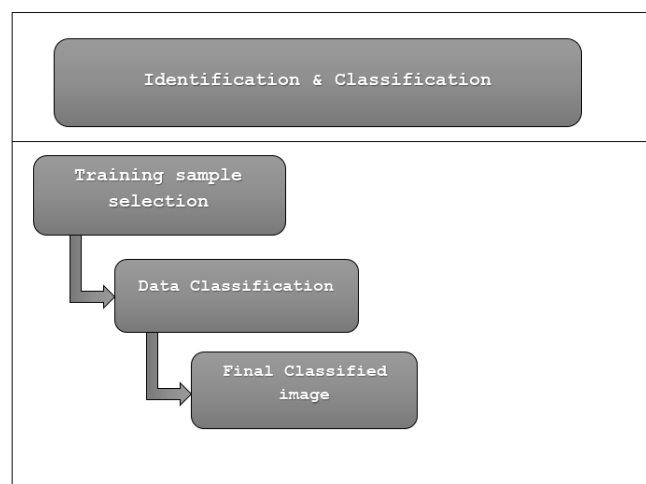 Identification & Classification
Training sample
selection
Data Classification
Final Classified
image